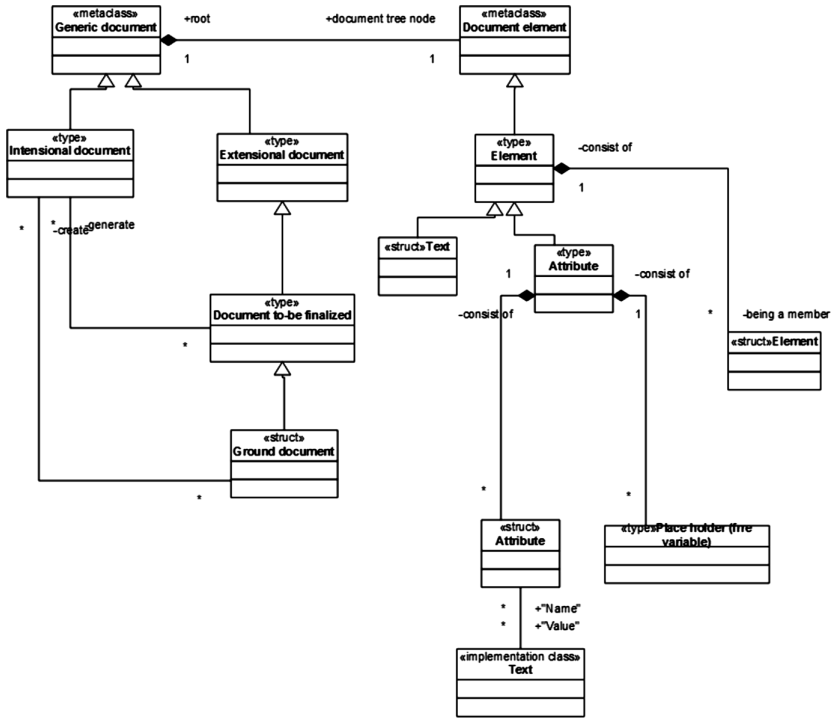 «metaclass»
Generic document
+root
+document tree node
«metaclass»
Document element
1
1
«type»
Intensional document
«type»
Extensional document
«type»
Element
-consist of
1
*
*
-create
-generate
«struct»Text
«type»
Attribute
1
-consist of
-consist of
1
*
-being a member
«struct»Element
«type»
Document to-be finalized
*
«struct»
Ground document
*
*
*
«struct»
Attribute
«type»Place holder (frre
variable)
*
+"Name"
*
+"Value"
«implementation class»
Text